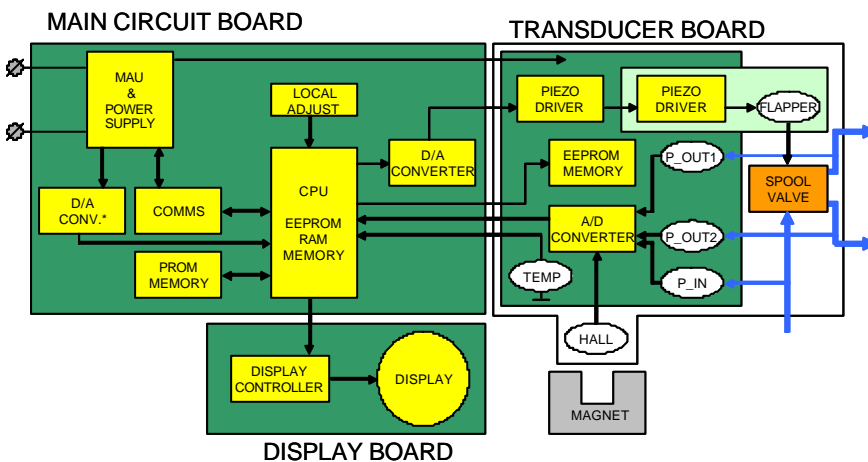 MAIN CIRCUIT BOARD
TRANSDUCER BOARD
MAU
&
POWER
SUPPLY
LOCAL
ADJUST
D/A
CONVERTER
PIEZO
DRIVER
PIEZO
DRIVER
FLAPPER
EEPROM
MEMORY
P_OUT1
SPOOL
VALVE
D/A
CONV.*
COMMS
CPU
EEPROM
RAM
MEMORY
A/D
CONVERTER
P_OUT2
PROM
MEMORY
TEMP
P_IN
HALL
DISPLAY
CONTROLLER
DISPLAY
MAGNET
DISPLAY BOARD